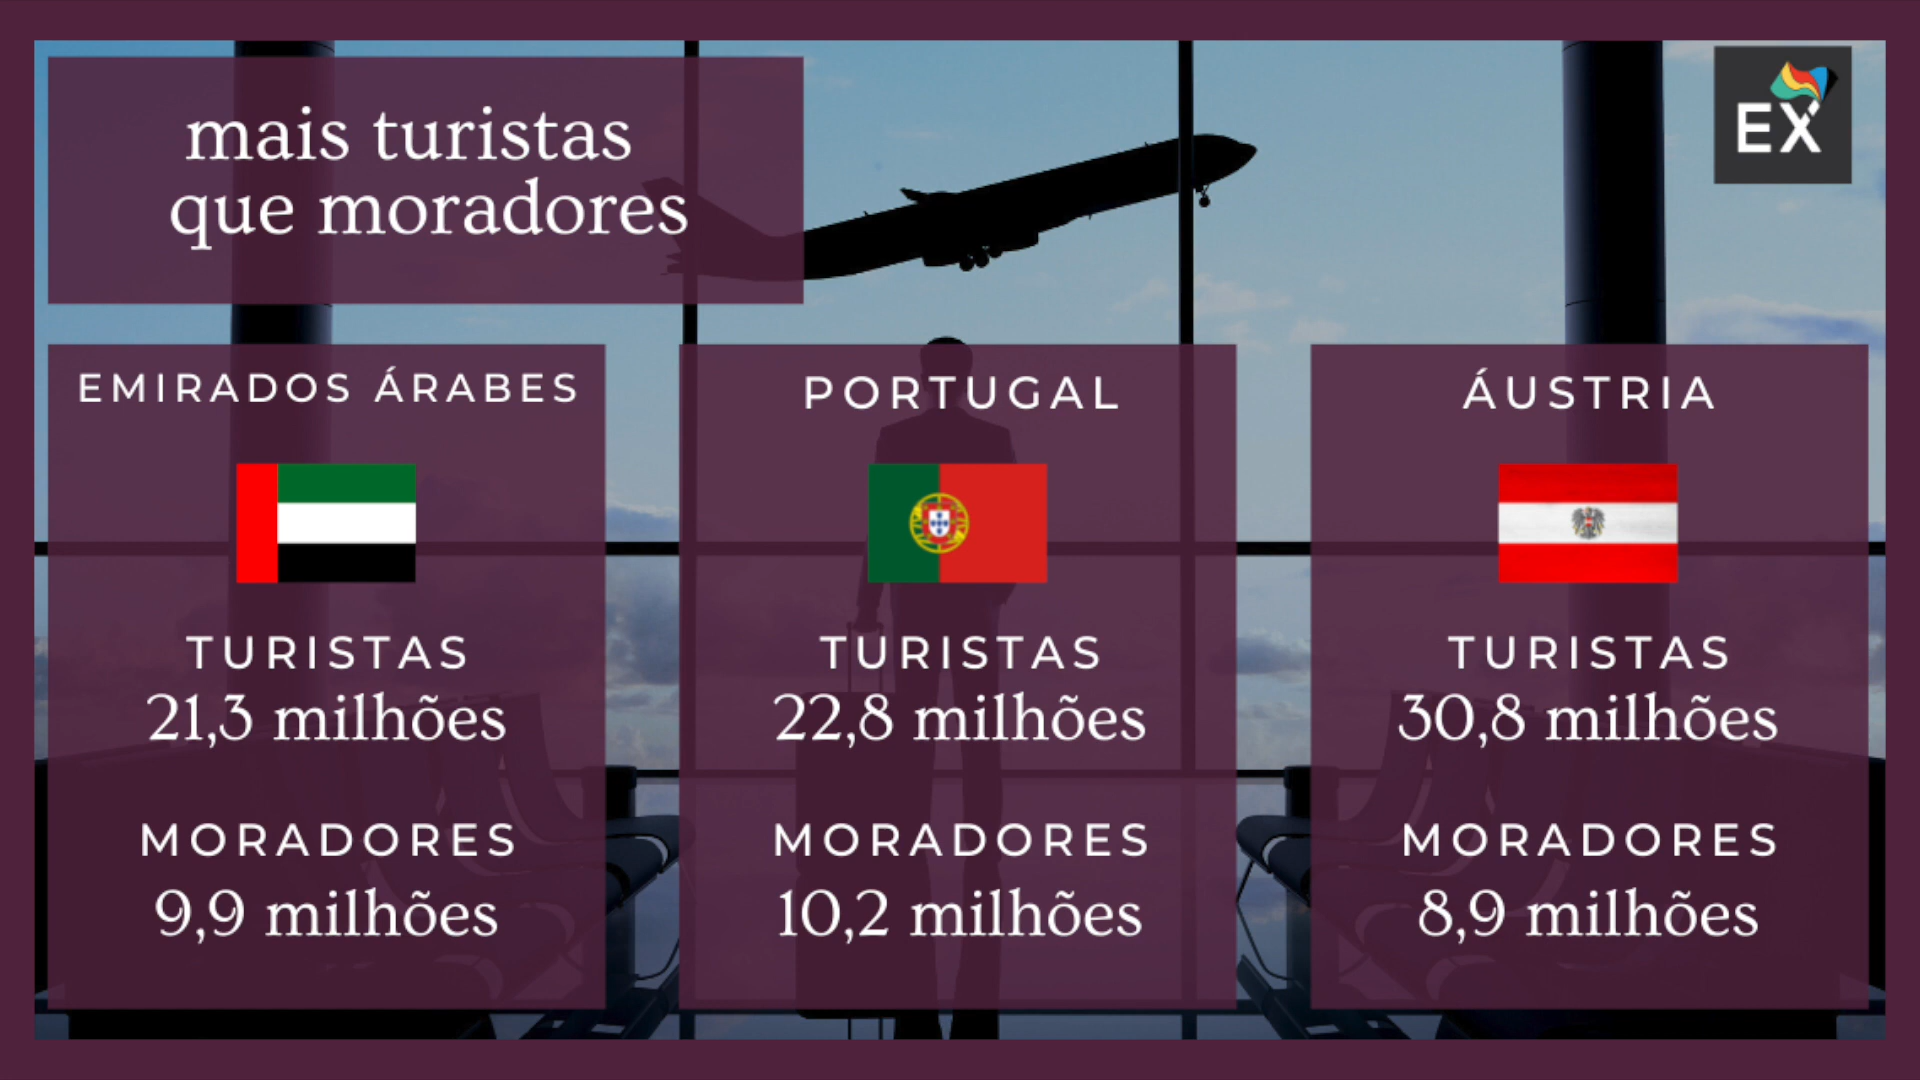 mais turistas
que moradores
EX
EMIRADOS ÁRABES
TURISTAS
21,3 milhões
MORADORES
9,9 milhões
PORTUGAL
TURISTAS
22,8 milhões
MORADORES
10,2 milhões
ÁUSTRIA
TURISTAS
30,8 milhões
MORADORES
8,9 milhões